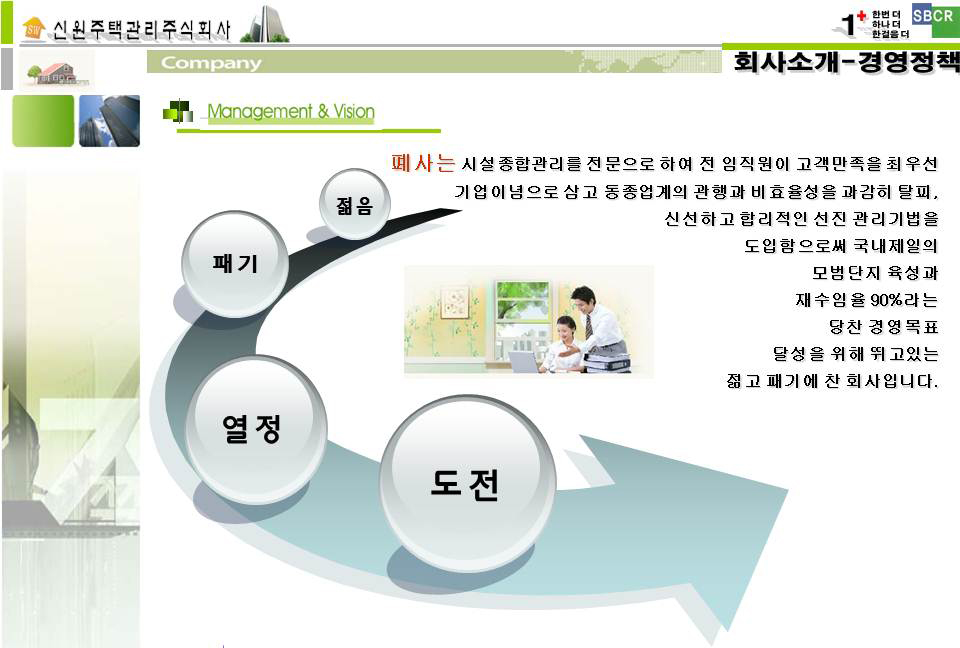 신원주택관리주식회사
1+ 한번 더
하나 더
한걸음 더
SBCR
Company
회사소개-경영정책
Management & Vision
폐사는 시설종합관리를 전문으로 하여 전 임직원이 고객만족을 최우선
기업이념으로 삼고 동종업계의 관행과 비효율성을 과감히 탈피,
신선하고 합리적인 선진 관리기법을
도입함으로써 국내제일의
모범단지 육성과
재수임율 90%라는
당찬 경영목표
달성을 위해 뛰고있는
젊고 패기에 찬 회사입니다.
젊음
패기
열정
도전